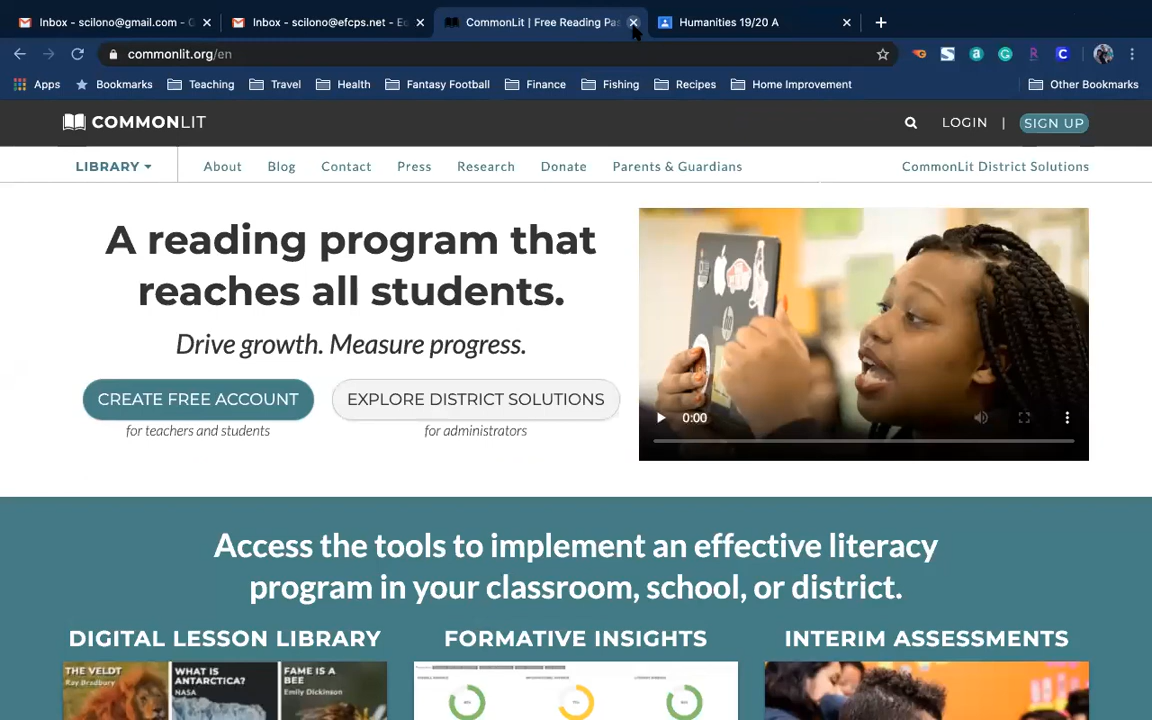 Inbox - scilono@gmail.com - G
Inbox - scilono@efcps.net - Ed
CommonLit | Free Reading Pas
Humanities 19/20 A
commonlit.org/en
Apps
Bookmarks
Teaching
Travel
Health
Fantasy Football
Finance
Fishing
Recipes
Home Improvement
Other Bookmarks
COMMONLIT
LOGIN | SIGN UP
LIBRARY
About
Blog
Contact
Press
Research
Donate
Parents & Guardians
CommonLit District Solutions
A reading program that
reaches all students.
Drive growth. Measure progress.
CREATE FREE ACCOUNT
for teachers and students
EXPLORE DISTRICT SOLUTIONS
for administrators
0:00
Access the tools to implement an effective literacy
program in your classroom, school, or district.
DIGITAL LESSON LIBRARY
FORMATIVE INSIGHTS
INTERIM ASSESSMENTS
THE VELDT
Ray Bradbury
WHAT IS
ANTARCTICA?
NASA
FAME IS A
BEE
Emily Dickinson